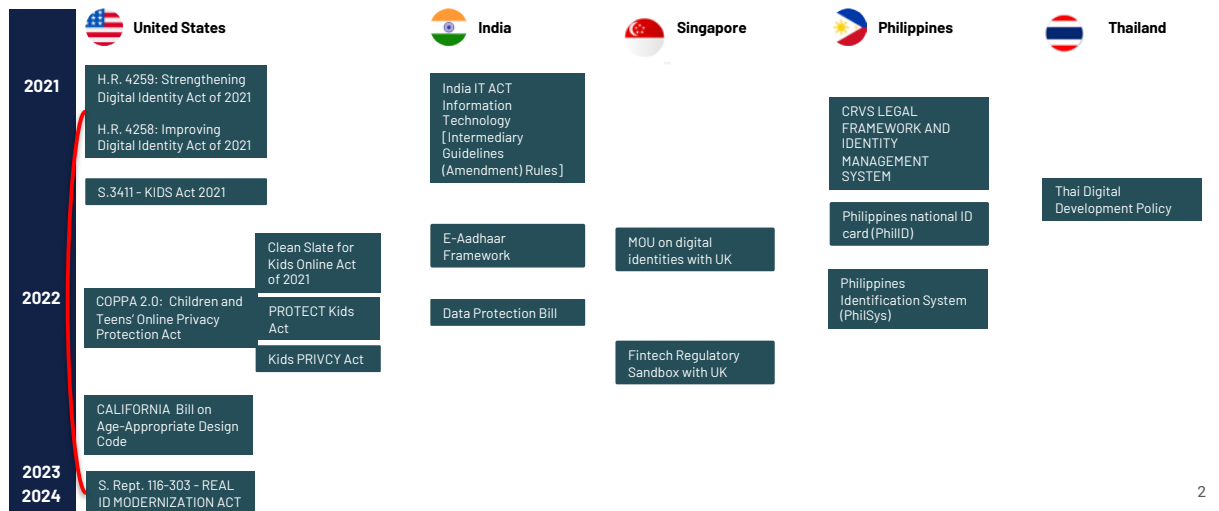 United States
India
Singapore
Philippines
Thailand
2021
H.R. 4259: Strengthening
Digital Identity Act of 2021
H.R. 4258: Improving
Digital Identity Act of 2021
S.3411 - KIDS Act 2021
Clean Slate for
Kids Online Act
of 2021
2022
COPPA 2.0: Children and
Teens' Online Privacy
Protection Act
PROTECT Kids
Act
Kids PRIVCY Act
CALIFORNIA Bill on
Age-Appropriate Design
Code
2023
2024
S. Rept. 116-303 - REAL
ID MODERNIZATION ACT
India IT ACT
Information
Technology
[Intermediary
Guidelines
(Amendment) Rules]
E-Aadhaar
Framework
Data Protection Bill
MOU on digital
identities with UK
Fintech Regulatory
Sandbox with UK
CRVS LEGAL
FRAMEWORK AND
IDENTITY
MANAGEMENT
SYSTEM
Philippines national ID
card (PhilID)
Philippines
Identification System
(PhilSys)
Thai Digital
Development Policy
2